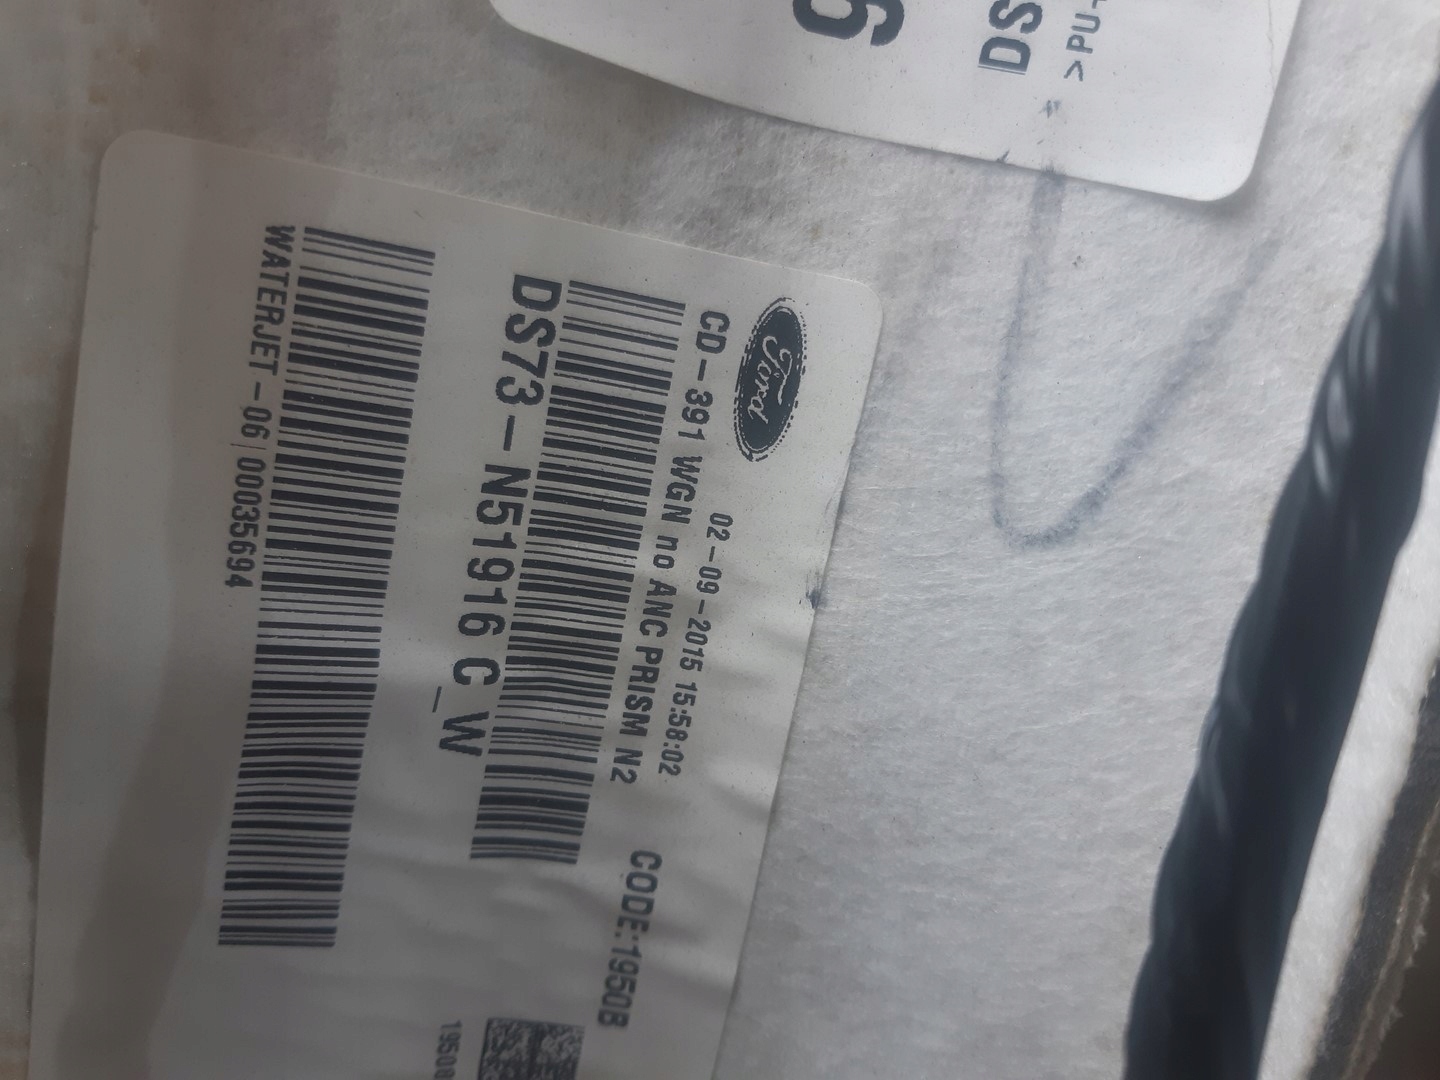 6
DS
>PU-
Ford
02-09-2015 15:58:02
CD-391 WGN no ANC PRISM N2
CODE:1950B
DS73-N51916 C_W
WATERJET-06|00035694